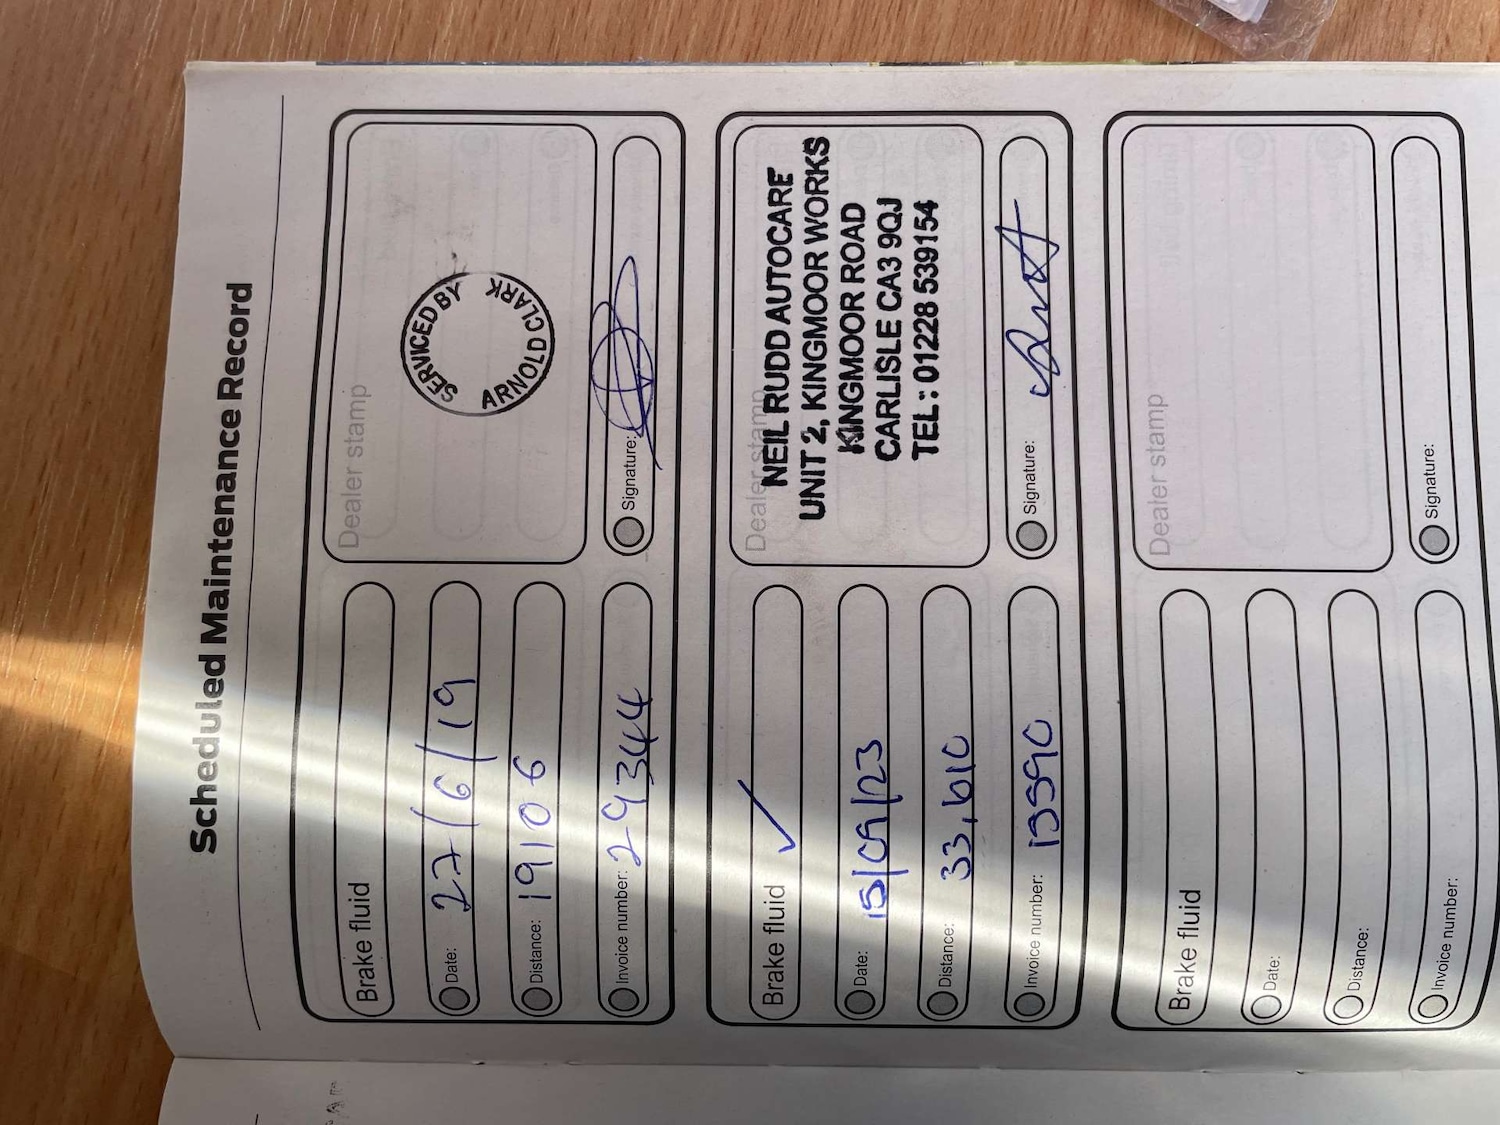 Scheduled Maintenance Record
Brake fluid
Date: 27/6/19
Distance: 19106
Invoice number: 29344
Dealer stamp
SERVICED BY
ARNOLD CLARK
Signature:
Brake fluid ✓
Date: 15/09/23
Distance: 33,610
Invoice number: 13590
Dealer stamp
NEIL RUDD AUTOCARE
UNIT 2, KINGMOOR WORKS
KINGMOOR ROAD
CARLISLE CA3 9QJ
TEL: 01228 539154
Signature:
Brake fluid
Date:
Distance:
Invoice number:
Dealer stamp
Signature: